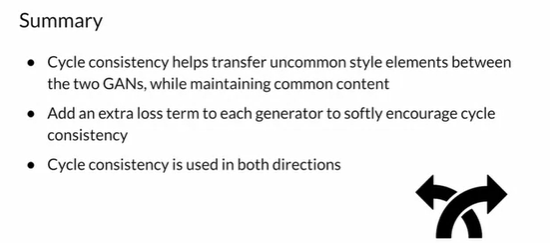 Summary
● Cycle consistency helps transfer uncommon style elements between
the two GANs, while maintaining common content
● Add an extra loss term to each generator to softly encourage cycle
consistency
● Cycle consistency is used in both directions